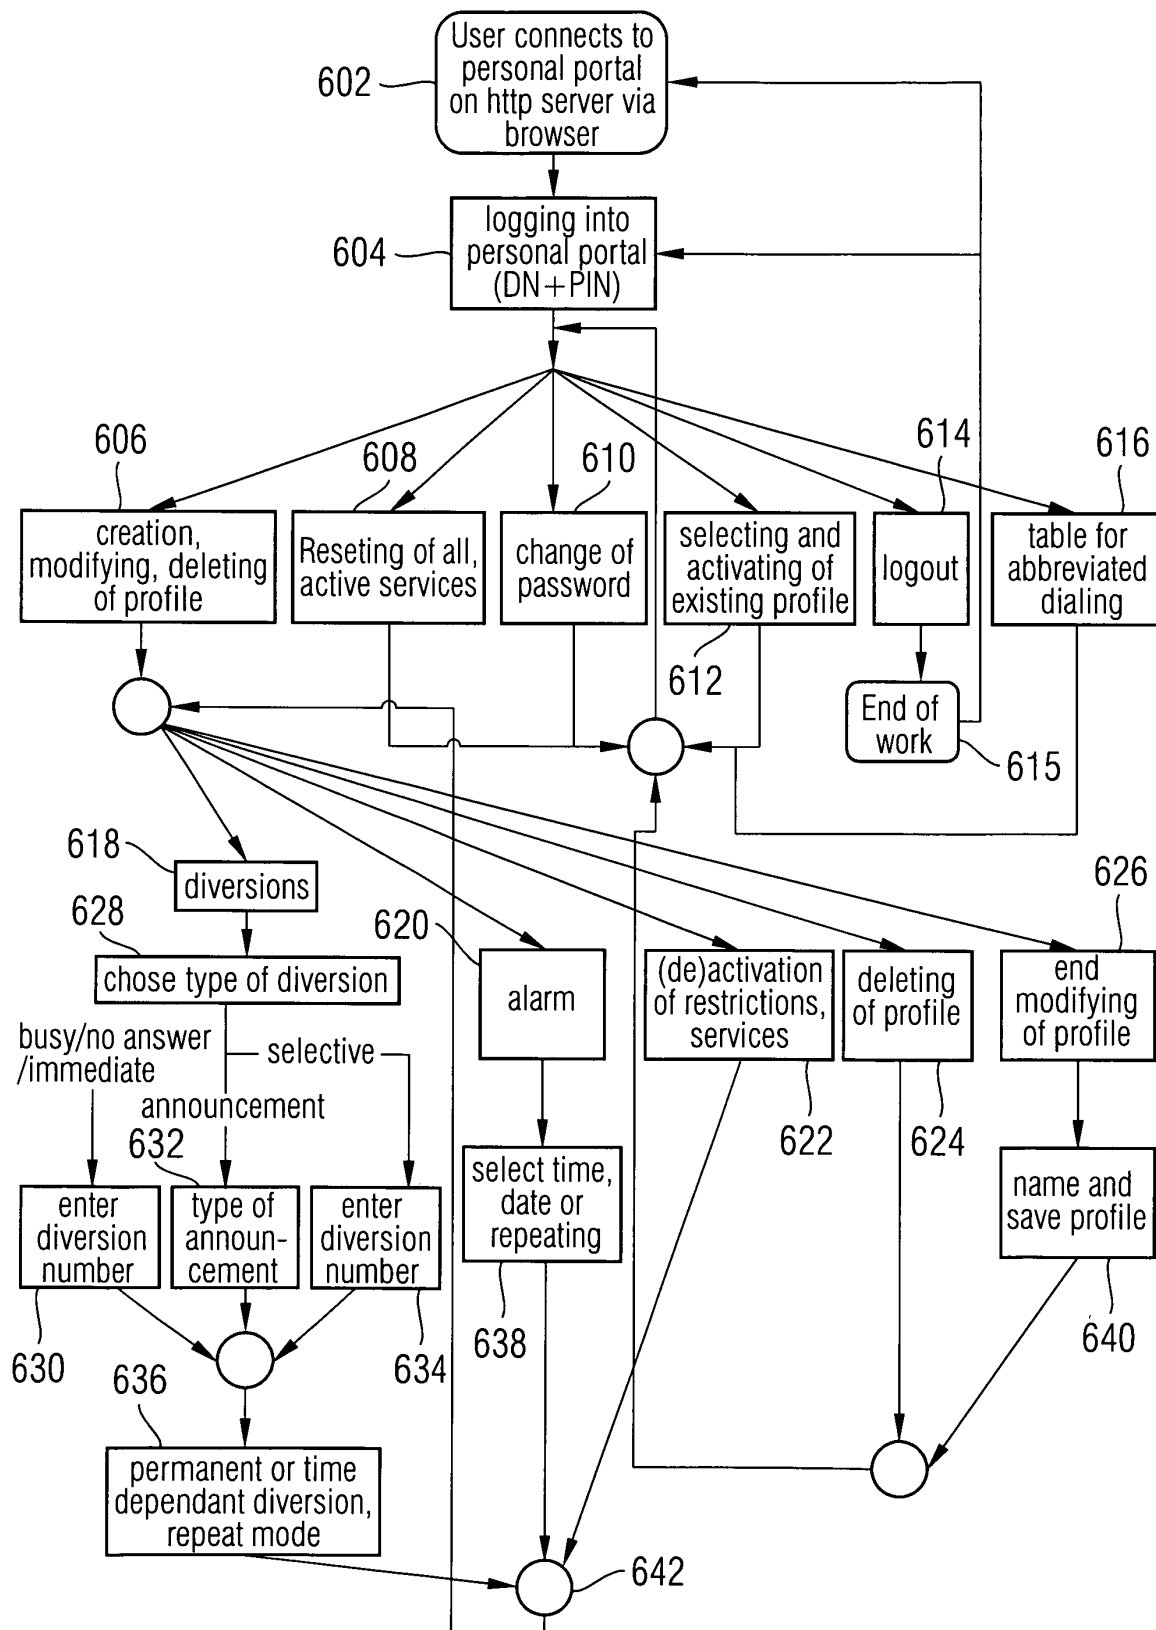 User connects to
personal portal
on http server via
browser
602
logging into
personal portal
(DN+PIN)
604
606
608
610
614
616
creation,
modifying, deleting
of profile
Reseting of all,
active services
change of
password
selecting and
activating of
existing profile
logout
table for
abbreviated
dialing
612
End of
work
615
618
diversions
628
chose type of diversion
620
alarm
(de)activation
of restrictions,
services
deleting
of profile
626
end
modifying
of profile
busy/no answer
/immediate
selective
announcement
632
622
624
enter
diversion
number
type of
announ-
cement
enter
diversion
number
select time,
date or
repeating
name and
save profile
630
634
638
640
636
permanent or time
dependant diversion,
repeat mode
642